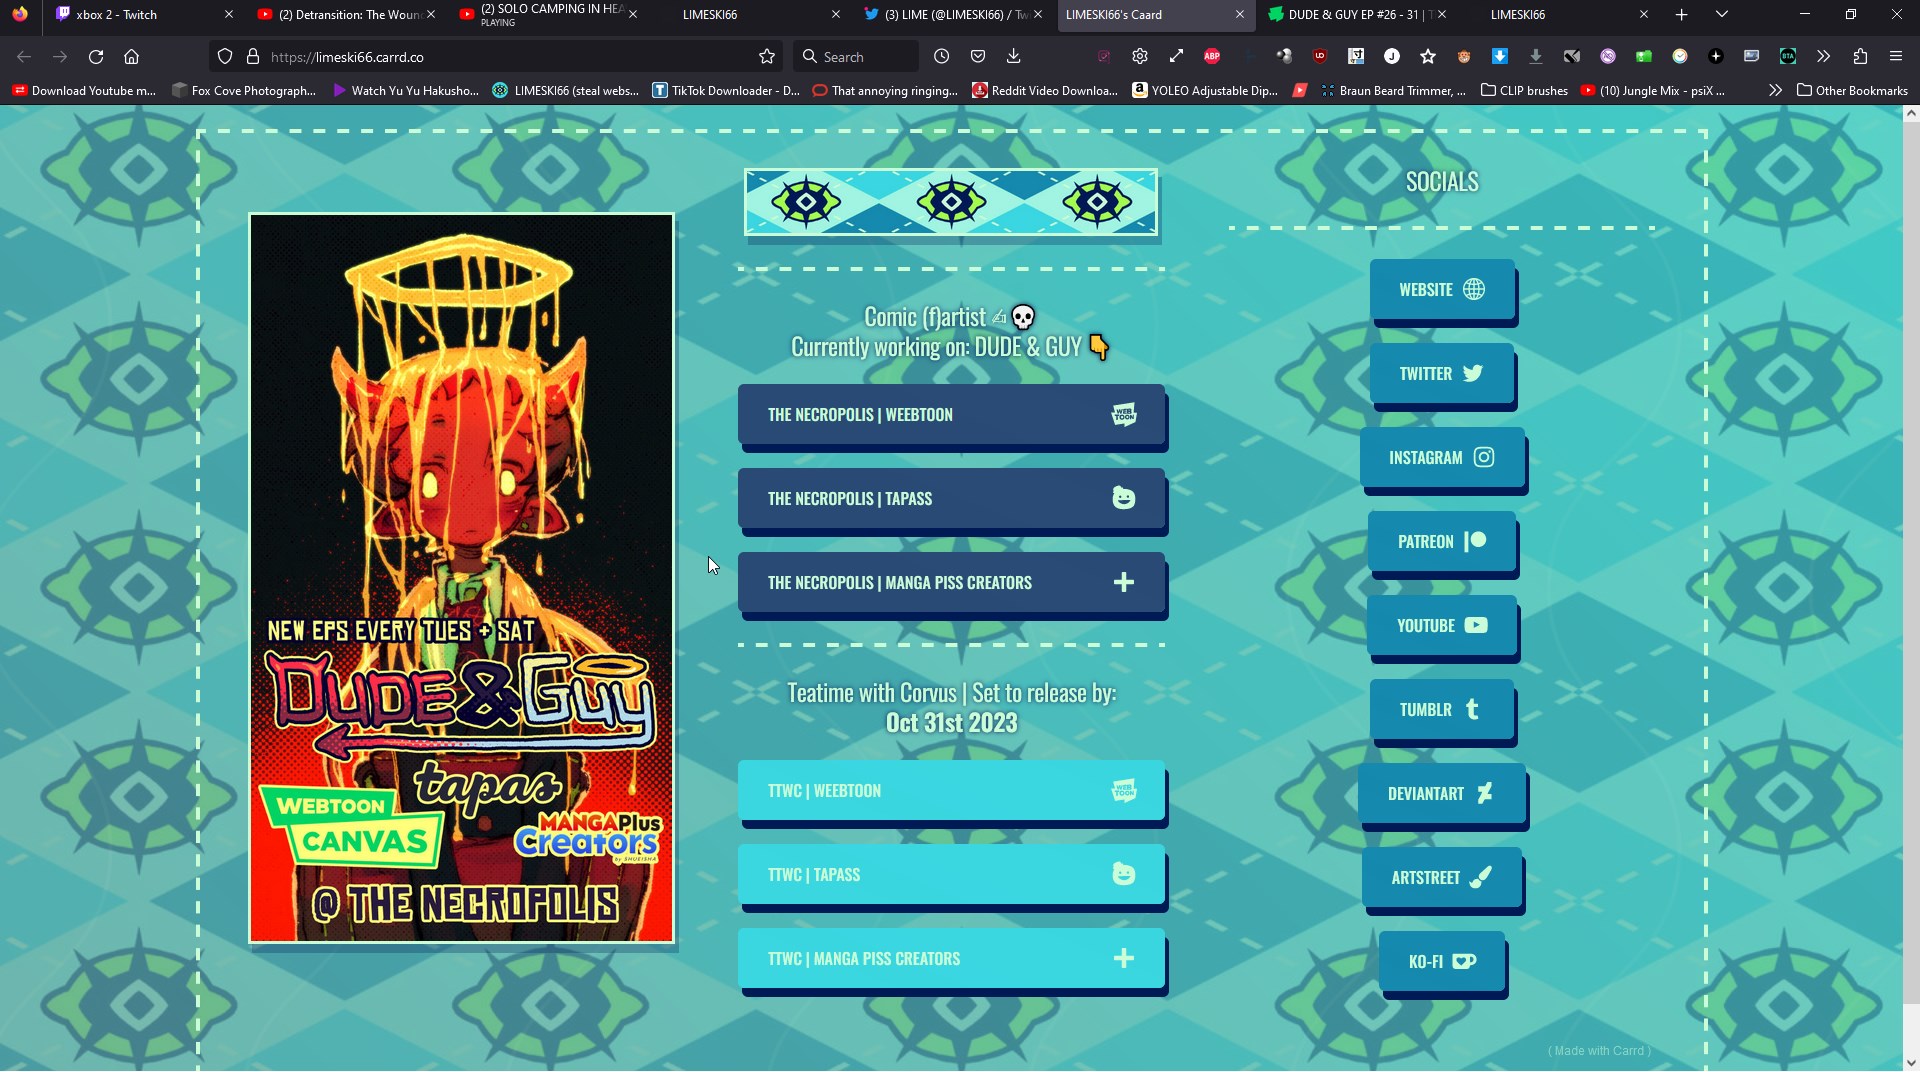 xbox 2 - Twitch
(2) Detransition: The Woun
(2) SOLO CAMPING IN HEA
PLAYING
LIMESKI66
(3) LIME (@LIMESKI66) / Tw
LIMESKI66's Caard
DUDE & GUY EP #26 - 31 | T
LIMESKI66
https://limeski66.carrd.co
Search
Download Youtube m...
Fox Cove Photograph...
Watch Yu Yu Hakusho...
LIMESKI66 (steal webs...
TikTok Downloader - D...
That annoying ringing...
Reddit Video Downloa...
YOLEO Adjustable Dip...
Braun Beard Trimmer, ...
CLIP brushes
(10) Jungle Mix - psiX ...
Other Bookmarks
NEW EPS EVERY TUES + SAT
DUDE&GUY
tapas
WEBTOON
CANVAS
MANGAPlus
Creators
by SHUEISHA
@ THE NECROPOLIS
Comic (f)artist ✍💀
Currently working on: DUDE & GUY 👇
THE NECROPOLIS | WEEBTOON
WEB
TOON
THE NECROPOLIS | TAPASS
THE NECROPOLIS | MANGA PISS CREATORS
Teatime with Corvus | Set to release by:
Oct 31st 2023
TTWC | WEEBTOON
WEB
TOON
TTWC | TAPASS
TTWC | MANGA PISS CREATORS
SOCIALS
WEBSITE
TWITTER
INSTAGRAM
PATREON
YOUTUBE
TUMBLR
DEVIANTART
ARTSTREET
KO-FI
( Made with Carrd )